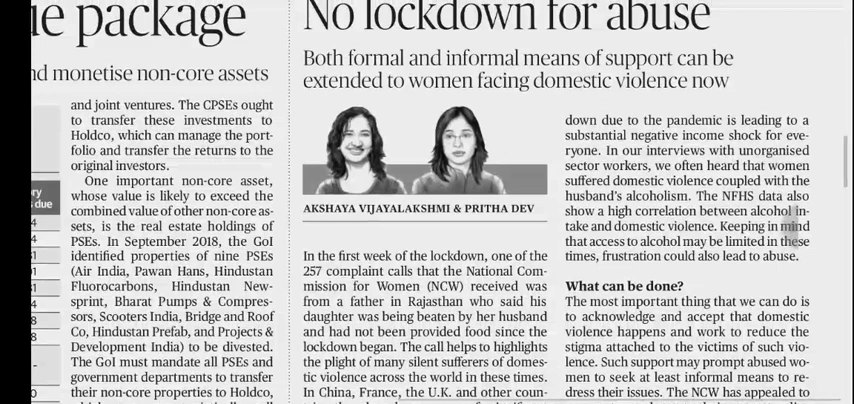 ie package
nd monetise non-core assets
ry
s due
4
4
31
01
31
4
8
8
-
0
and joint ventures. The CPSEs ought
to transfer these investments to
Holdco, which can manage the port-
folio and transfer the returns to the
original investors.
One important non-core asset,
whose value is likely to exceed the
combined value of other non-core as-
sets, is the real estate holdings of
PSEs. In September 2018, the GoI
identified properties of nine PSEs
(Air India, Pawan Hans, Hindustan
Fluorocarbons, Hindustan New-
sprint, Bharat Pumps & Compres-
sors, Scooters India, Bridge and Roof
Co, Hindustan Prefab, and Projects &
Development India) to be divested.
The GoI must mandate all PSEs and
government departments to transfer
their non-core properties to Holdco,
No lockdown for abuse
Both formal and informal means of support can be
extended to women facing domestic violence now
AKSHAYA VIJAYALAKSHMI & PRITHA DEV
In the first week of the lockdown, one of the
257 complaint calls that the National Com-
mission for Women (NCW) received was
from a father in Rajasthan who said his
daughter was being beaten by her husband
and had not been provided food since the
lockdown began. The call helps to highlights
the plight of many silent sufferers of domes-
tic violence across the world in these times.
In China, France, the U.K. and other coun-
down due to the pandemic is leading to a
substantial negative income shock for eve-
ryone. In our interviews with unorganised
sector workers, we often heard that women
suffered domestic violence coupled with the
husband's alcoholism. The NFHS data also
show a high correlation between alcohol in-
take and domestic violence. Keeping in mind
that access to alcohol may be limited in these
times, frustration could also lead to abuse.
What can be done?
The most important thing that we can do is
to acknowledge and accept that domestic
violence happens and work to reduce the
stigma attached to the victims of such vio-
lence. Such support may prompt abused wo-
men to seek at least informal means to re-
dress their issues. The NCW has appealed to